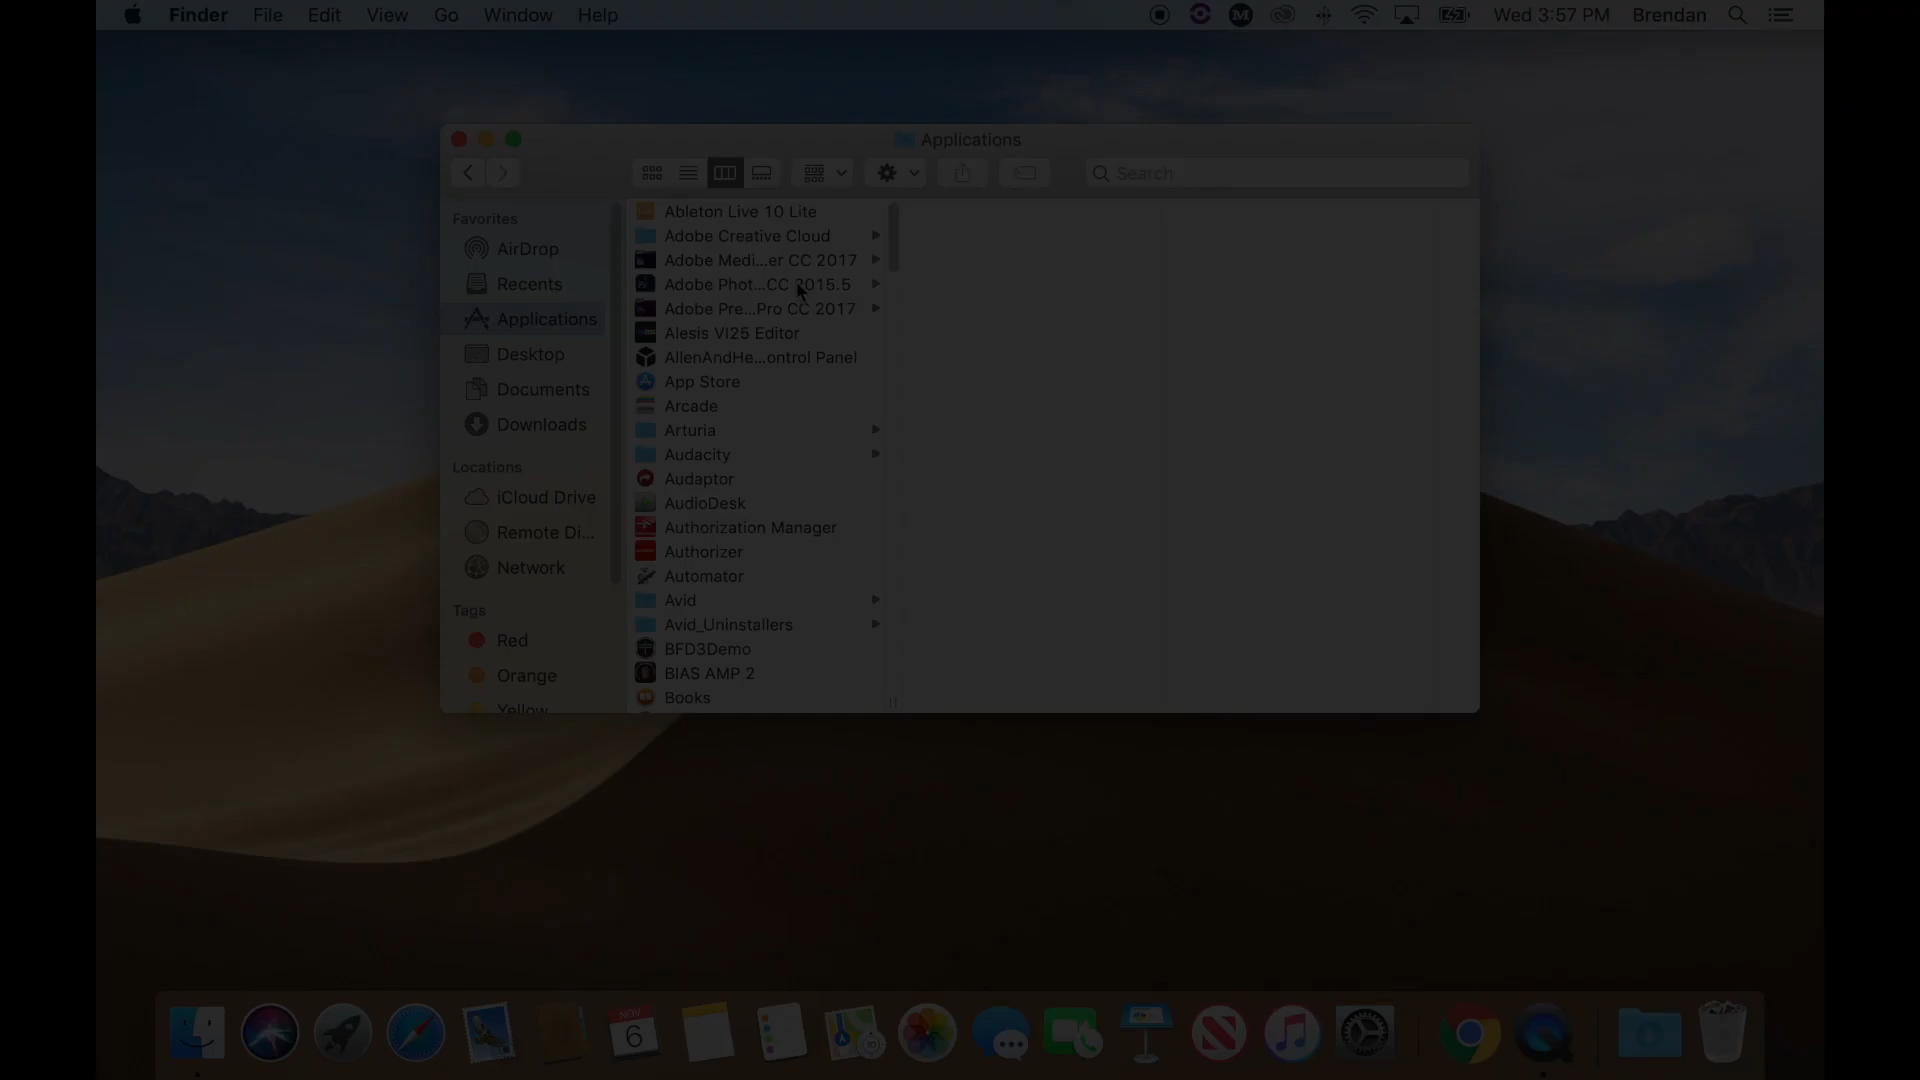 Finder File Edit View Go Window Help Wed 3:57 PM Brendan
Applications
Search
Favorites
AirDrop
Recents
Applications
Desktop
Documents
Downloads
Locations
iCloud Drive
Remote Di...
Network
Tags
Red
Orange
Yellow
Ableton Live 10 Lite
Adobe Creative Cloud
Adobe Medi...er CC 2017
Adobe Phot...CC 2015.5
Adobe Pre...Pro CC 2017
Alesis VI25 Editor
AllenAndHe...ontrol Panel
App Store
Arcade
Arturia
Audacity
Audaptor
AudioDesk
Authorization Manager
Authorizer
Automator
Avid
Avid_Uninstallers
BFD3Demo
BIAS AMP 2
Books
NOV
6